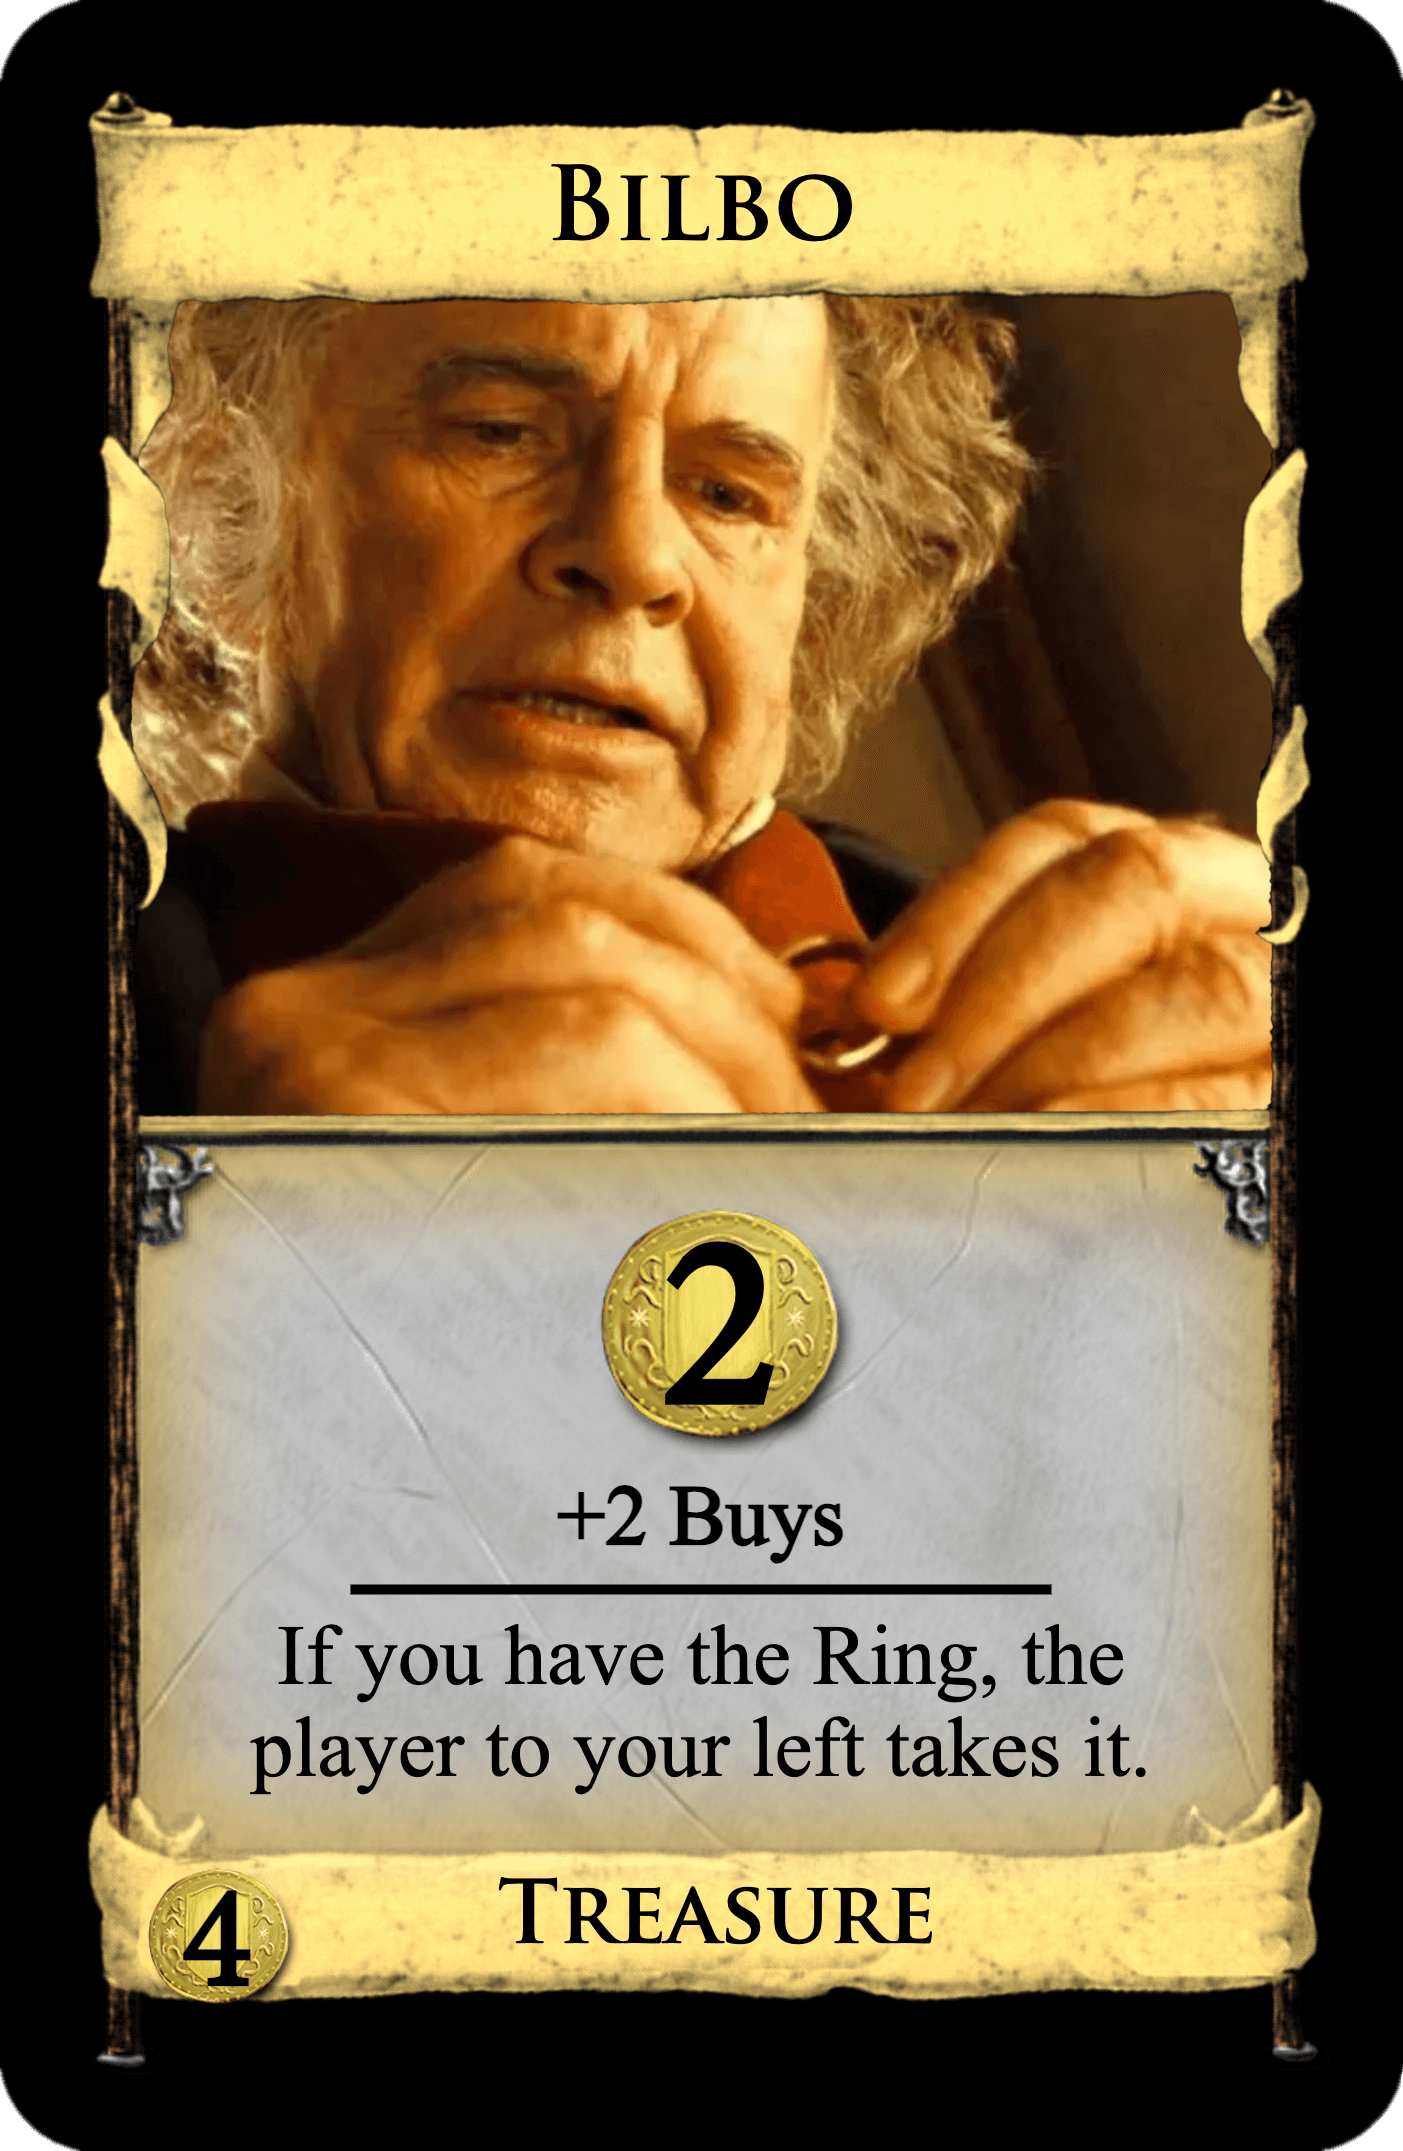 BILBO
2
+2 Buys
If you have the Ring, the
player to your left takes it.
4
TREASURE